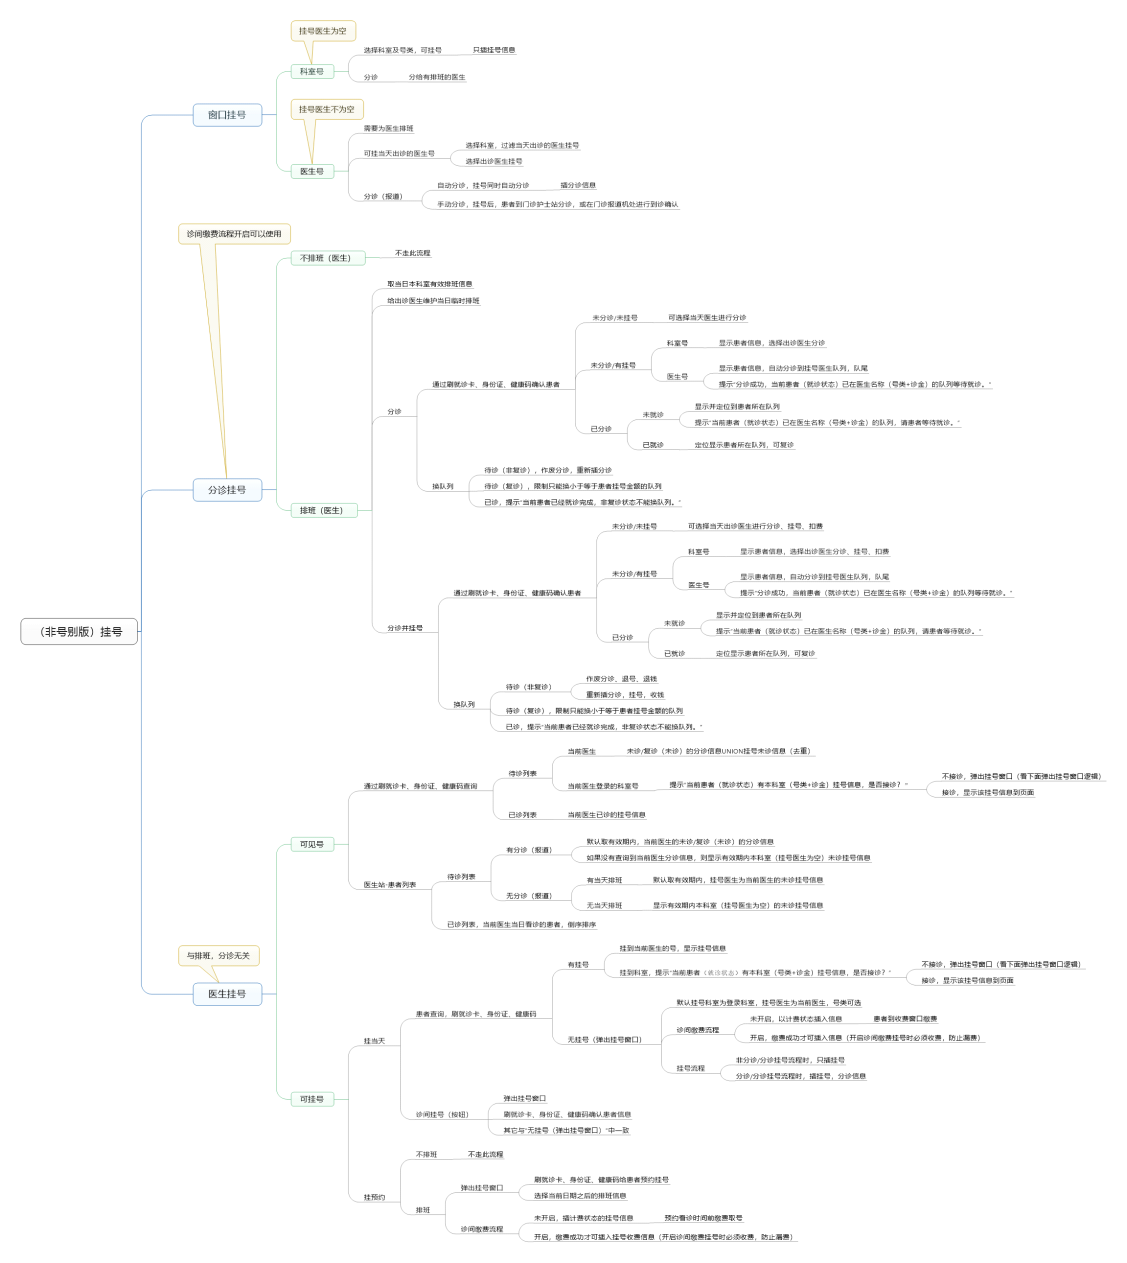 挂号医生为空
选择科室及号类，可挂号
只插挂号信息
科室号
分诊
分给有排班的医生
窗口挂号
挂号医生不为空
需要为医生排班
可挂当天出诊的医生号
选择科室，过滤当天出诊的医生挂号
选择出诊医生挂号
医生号
分诊（报道）
自动分诊，挂号同时自动分诊
插分诊信息
手动分诊，挂号后，患者到门诊护士站分诊，或在门诊报道机处进行到诊确认
诊间缴费流程开启可以使用
不排班（医生）
不走此流程
取当日本科室有效排班信息
给出诊医生维护当日临时排班
分诊
通过刷就诊卡、身份证、健康码确认患者
未分诊/未挂号
可选择当天医生进行分诊
未分诊/有挂号
科室号
显示患者信息，选择出诊医生分诊
医生号
显示患者信息，自动分诊到挂号医生队列，队尾
提示“分诊成功，当前患者（就诊状态）已在医生名称（号类+诊金）的队列等待就诊。”
已分诊
未就诊
显示并定位到患者所在队列
提示“当前患者（就诊状态）已在医生名称（号类+诊金）的队列，请患者等待就诊。”
已就诊
定位显示患者所在队列，可复诊
换队列
待诊（非复诊），作废分诊，重新插分诊
待诊（复诊），限制只能换小于等于患者挂号金额的队列
已诊，提示“当前患者已经就诊完成，非复诊状态不能换队列。”
分诊挂号
排班（医生）
分诊并挂号
通过刷就诊卡、身份证、健康码确认患者
未分诊/未挂号
可选择当天出诊医生进行分诊、挂号、扣费
未分诊/有挂号
科室号
显示患者信息，选择出诊医生分诊、挂号、扣费
医生号
显示患者信息，自动分诊到挂号医生队列，队尾
提示“分诊成功，当前患者（就诊状态）已在医生名称（号类+诊金）的队列等待就诊。”
已分诊
未就诊
显示并定位到患者所在队列
提示“当前患者（就诊状态）已在医生名称（号类+诊金）的队列，请患者等待就诊。”
已就诊
定位显示患者所在队列，可复诊
换队列
待诊（非复诊）
作废分诊、退号、退钱
重新插分诊，挂号，收钱
待诊（复诊），限制只能换小于等于患者挂号金额的队列
已诊，提示“当前患者已经就诊完成，非复诊状态不能换队列。”
（非号别版）挂号
可见号
通过刷就诊卡、身份证、健康码查询
待诊列表
当前医生
未诊/复诊（未诊）的分诊信息UNION挂号未诊信息（去重）
当前医生登录的科室号
提示“当前患者（就诊状态）有本科室（号类+诊金）挂号信息，是否接诊？”
不接诊，弹出挂号窗口（看下面弹出挂号窗口逻辑）
接诊，显示该挂号信息到页面
已诊列表
当前医生已诊的挂号信息
医生站-患者列表
待诊列表
有分诊（报道）
默认取有效期内，当前医生的未诊/复诊（未诊）的分诊信息
如果没有查询到当前医生分诊信息，则显示有效期内本科室（挂号医生为空）未诊挂号信息
无分诊（报道）
有当天排班
默认取有效期内，挂号医生为当前医生的未诊挂号信息
无当天排班
显示有效期内本科室（挂号医生为空）的未诊挂号信息
已诊列表，当前医生当日看诊的患者，倒序排序
与排班，分诊无关
医生挂号
可挂号
挂当天
患者查询，刷就诊卡、身份证、健康码
有挂号
挂到当前医生的号，显示挂号信息
挂到科室，提示“当前患者（就诊状态）有本科室（号类+诊金）挂号信息，是否接诊？”
不接诊，弹出挂号窗口（看下面弹出挂号窗口逻辑）
接诊，显示该挂号信息到页面
无挂号（弹出挂号窗口）
默认挂号科室为登录科室，挂号医生为当前医生，号类可选
诊间缴费流程
未开启，以计费状态插入信息
患者到收费窗口缴费
开启，缴费成功才可插入信息（开启诊间缴费挂号时必须收费，防止漏费）
挂号流程
非分诊/分诊挂号流程时，只插挂号
分诊/分诊挂号流程时，插挂号，分诊信息
诊间挂号（按钮）
弹出挂号窗口
刷就诊卡、身份证、健康码确认患者信息
其它与“无挂号（弹出挂号窗口）”中一致
挂预约
不排班
不走此流程
排班
弹出挂号窗口
刷就诊卡、身份证、健康码给患者预约挂号
选择当前日期之后的排班信息
诊间缴费流程
未开启，插计费状态的挂号信息
预约看诊时间前缴费取号
开启，缴费成功才可插入挂号收费信息（开启诊间缴费挂号时必须收费，防止漏费）